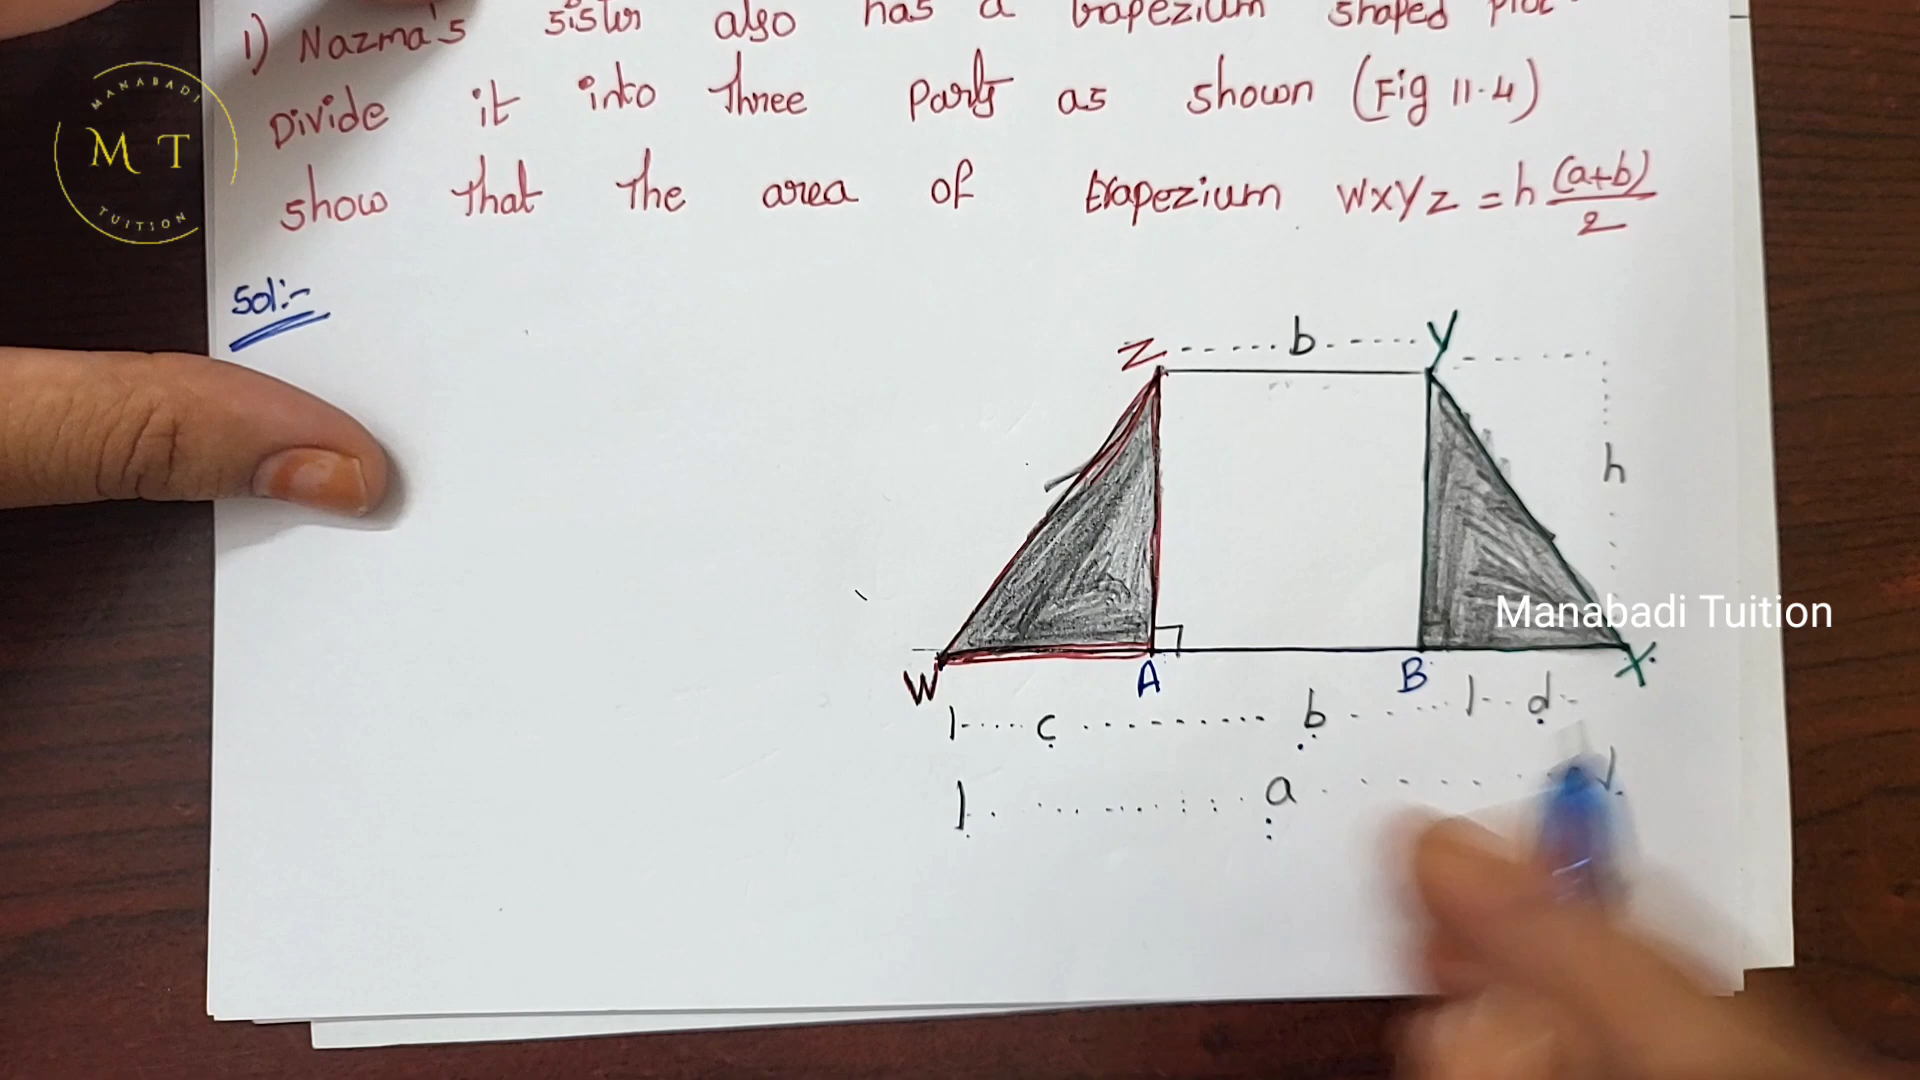 1) Nazma's sister also has a trapezium shaped plot.
Divide it into three parts as shown (Fig 11.4)
show that the area of trapezium WXYZ = h (a+b)/2
Sol:-
Z b Y
h
W A B X
c b d
a
MANABADI
MT
TUITION
Manabadi Tuition